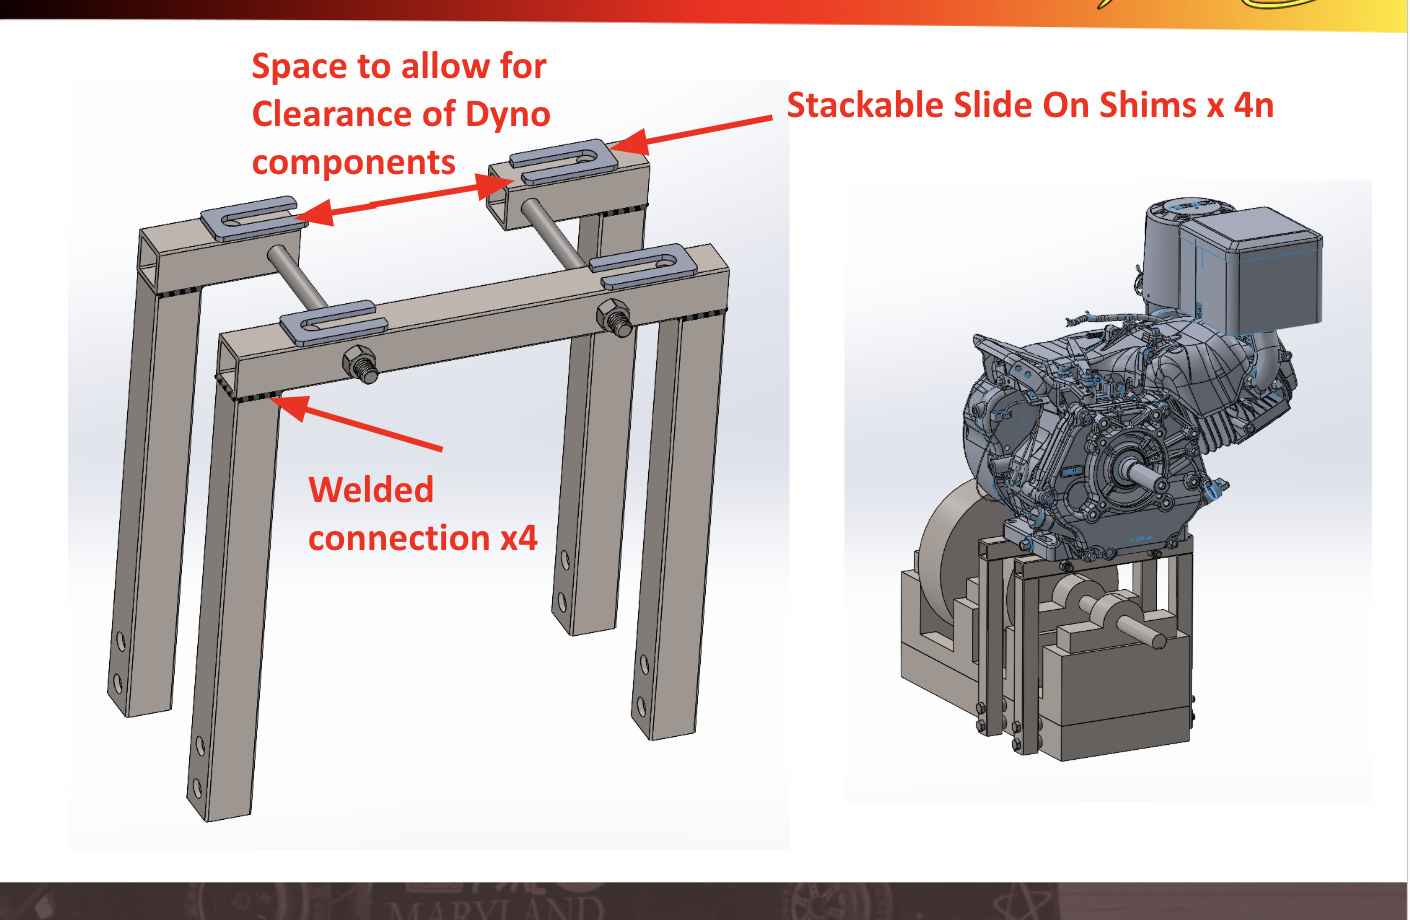 Space to allow for
Clearance of Dyno
components
Stackable Slide On Shims x 4n
Welded
connection x4
MARYLAND